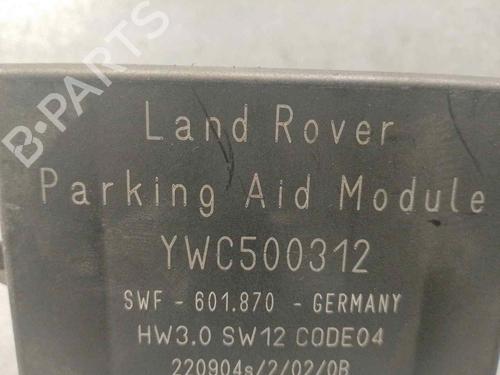 B-PARTS
Land Rover
Parking Aid Module
YWC500312
SWF - 601.870 - GERMANY
HW3.0 SW12 CODE04
220904s/2/02/0B